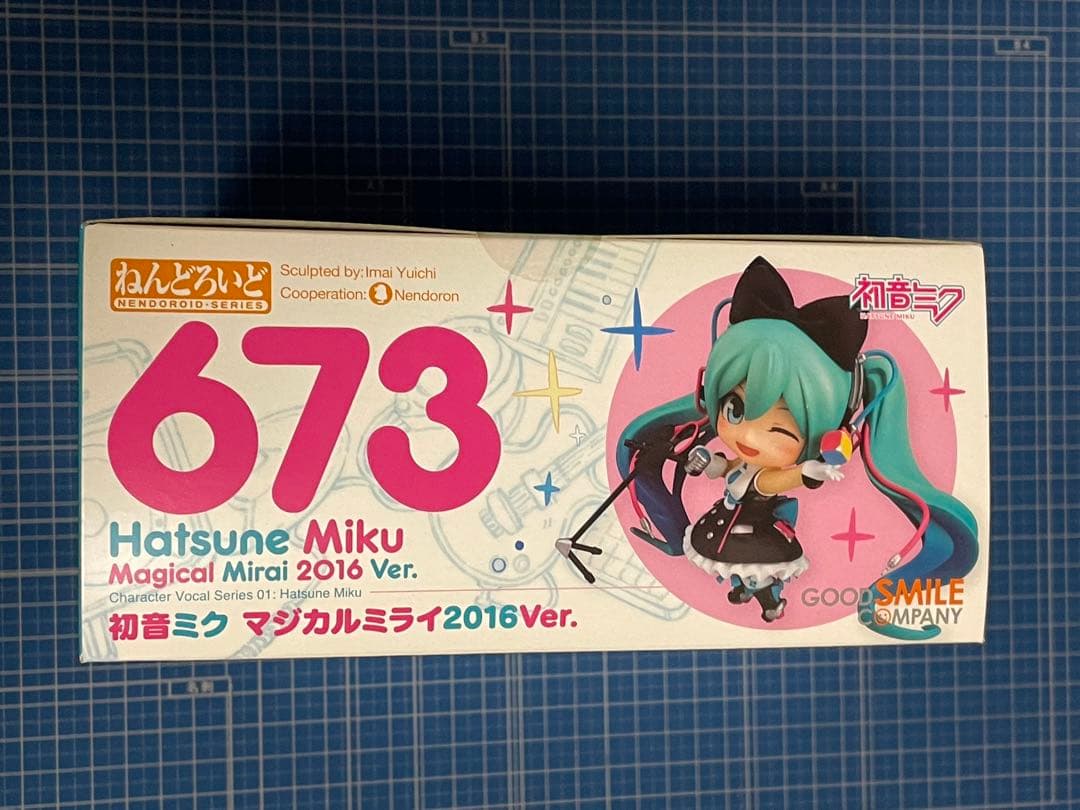 ねんどろいど
NENDOROID・SERIES
Sculpted by: Imai Yuichi
Cooperation: Nendoron
673
Hatsune Miku
Magical Mirai 2016 Ver.
Character Vocal Series 01: Hatsune Miku
初音ミク マジカルミライ2016Ver.
初音ミク
HATSUNE MIKU
GOOD SMILE
COMPANY